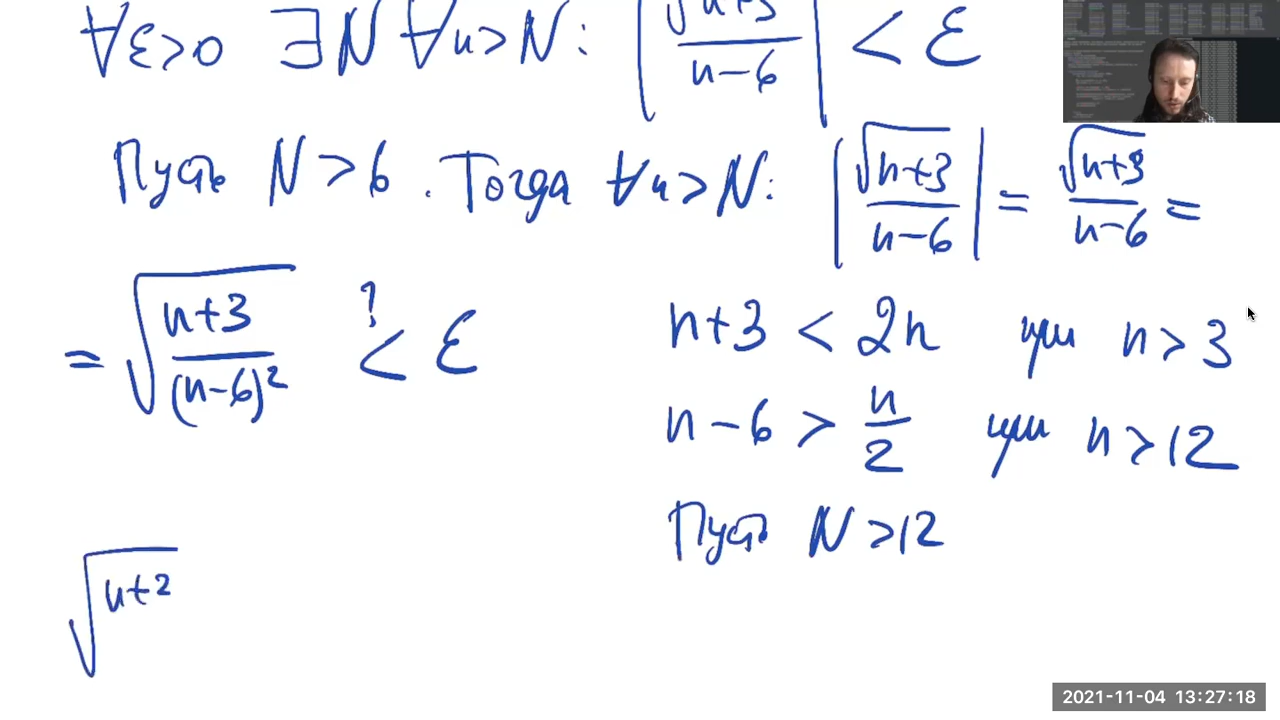 ∀ε>0 ∃N ∀n>N: |√(n+3)/(n-6)| < ε
Пусть N>6. Тогда ∀n>N: |√(n+3)/(n-6)| = √(n+3)/(n-6) =
= √((n+3)/(n-6)²) <? ε
n+3 < 2n при n>3
n-6 > n/2 при n>12
Пусть N>12
√(n+2
2021-11-04 13:27:18